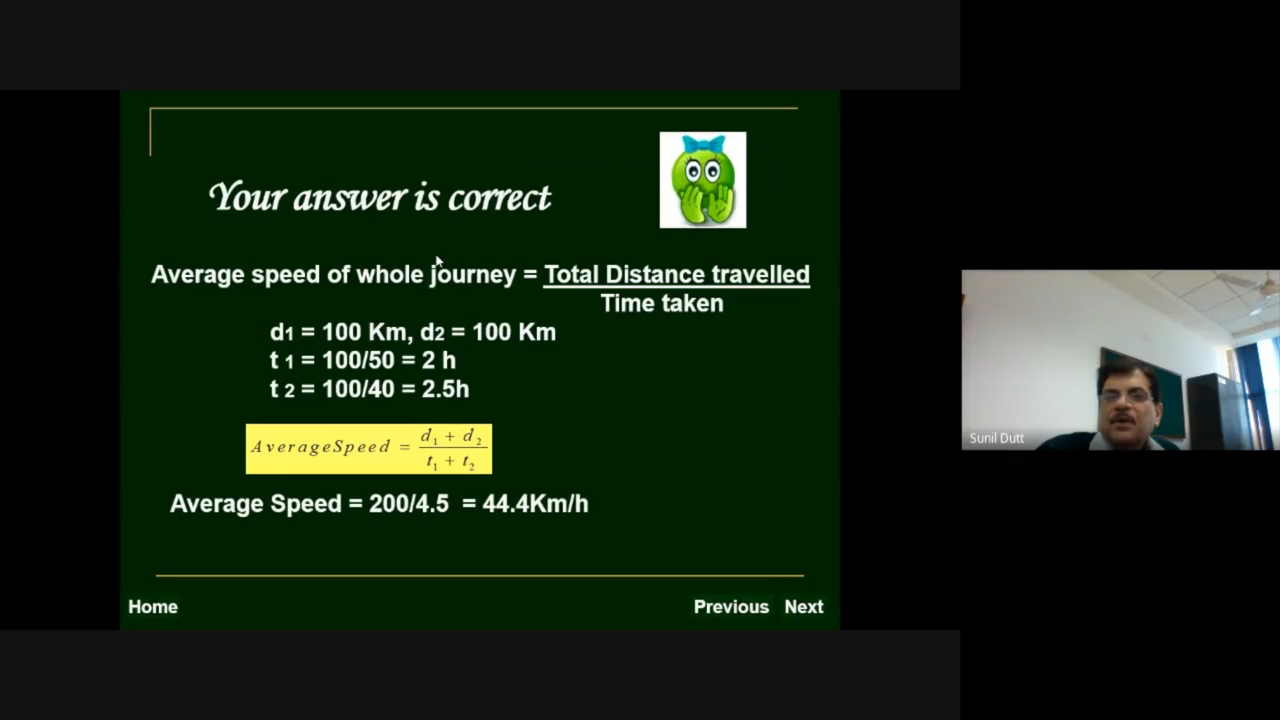 Your answer is correct
Average speed of whole journey = Total Distance travelled
Time taken
d1 = 100 Km, d2 = 100 Km
t 1 = 100/50 = 2 h
t 2 = 100/40 = 2.5h
AverageSpeed = d1 + d2
t1 + t2
Average Speed = 200/4.5 = 44.4Km/h
Home
Previous Next
Sunil Dutt